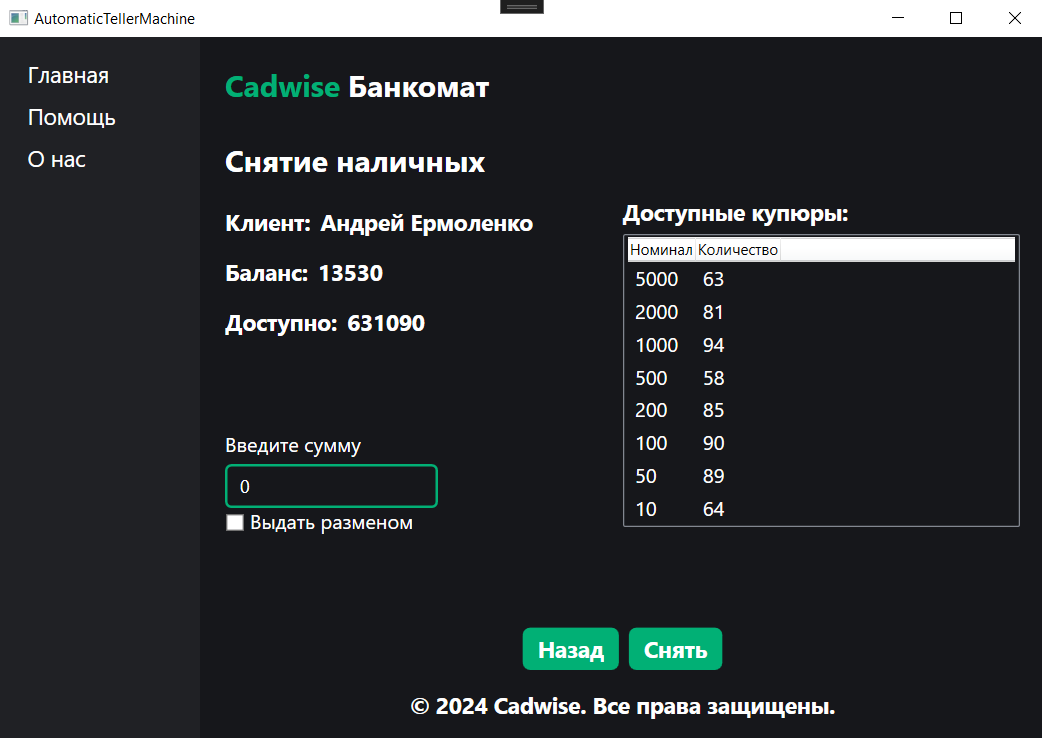 AutomaticTellerMachine
Главная
Помощь
О нас
Cadwise Банкомат
Снятие наличных
Клиент: Андрей Ермоленко
Баланс: 13530
Доступно: 631090
Введите сумму
0
Выдать разменом
Доступные купюры:
Номинал Количество
5000 63
2000 81
1000 94
500 58
200 85
100 90
50 89
10 64
Назад Снять
© 2024 Cadwise. Все права защищены.